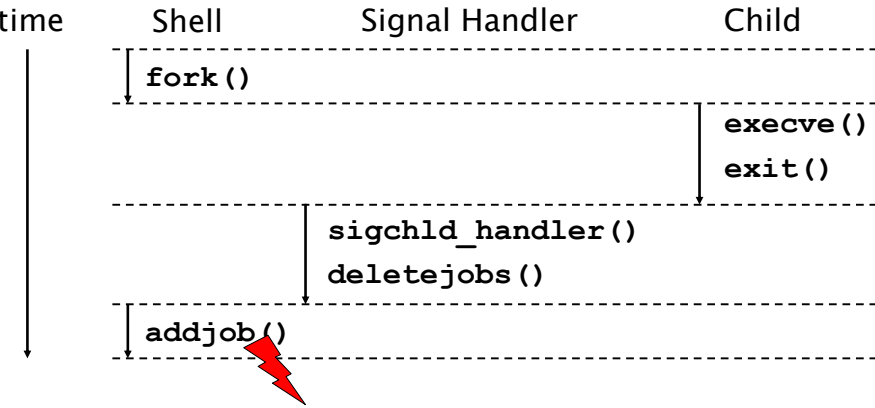 time Shell Signal Handler Child
fork()
execve()
exit()
sigchld_handler()
deletejobs()
addjob()